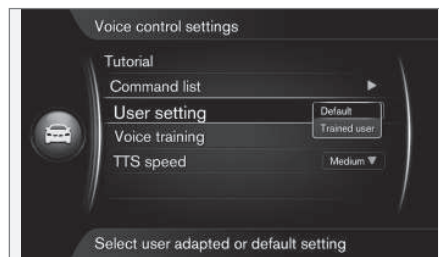 Voice control settings
Tutorial
Command list
User setting
Default
Trained user
Voice training
TTS speed
Medium
Select user adapted or default setting